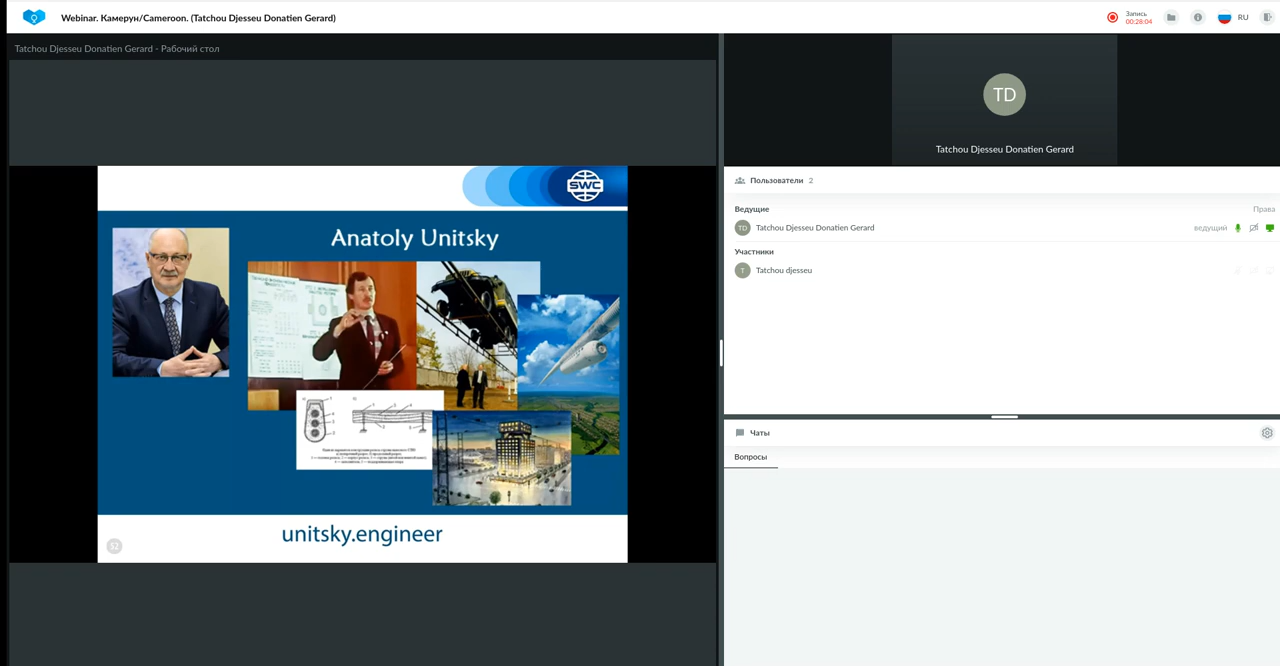 Webinar. Камерун/Cameroon. (Tatchou Djesseu Donatien Gerard)
Запись
00:28:04
RU
Tatchou Djesseu Donatien Gerard - Рабочий стол
TD
Tatchou Djesseu Donatien Gerard
SWC
Anatoly Unitsky
unitsky.engineer
52
Пользователи 2
Ведущие Права
TD Tatchou Djesseu Donatien Gerard ведущий
Участники
T Tatchou djesseu
Чаты
Вопросы